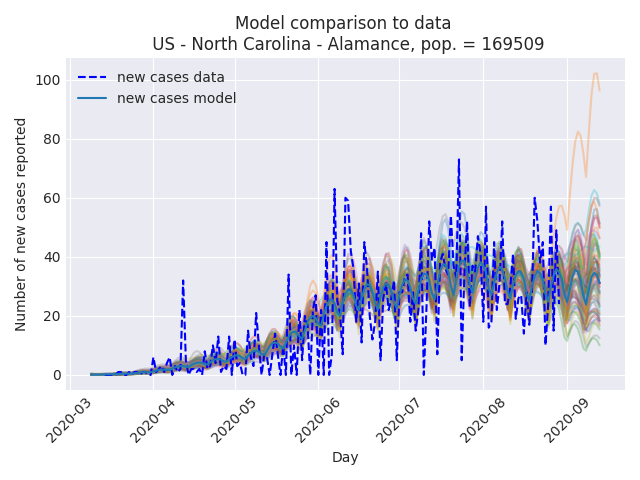 Model comparison to data
US - North Carolina - Alamance, pop. = 169509
new cases data
new cases model
Number of new cases reported
100
80
60
40
20
0
2020-03
2020-04
2020-05
2020-06
2020-07
2020-08
2020-09
Day